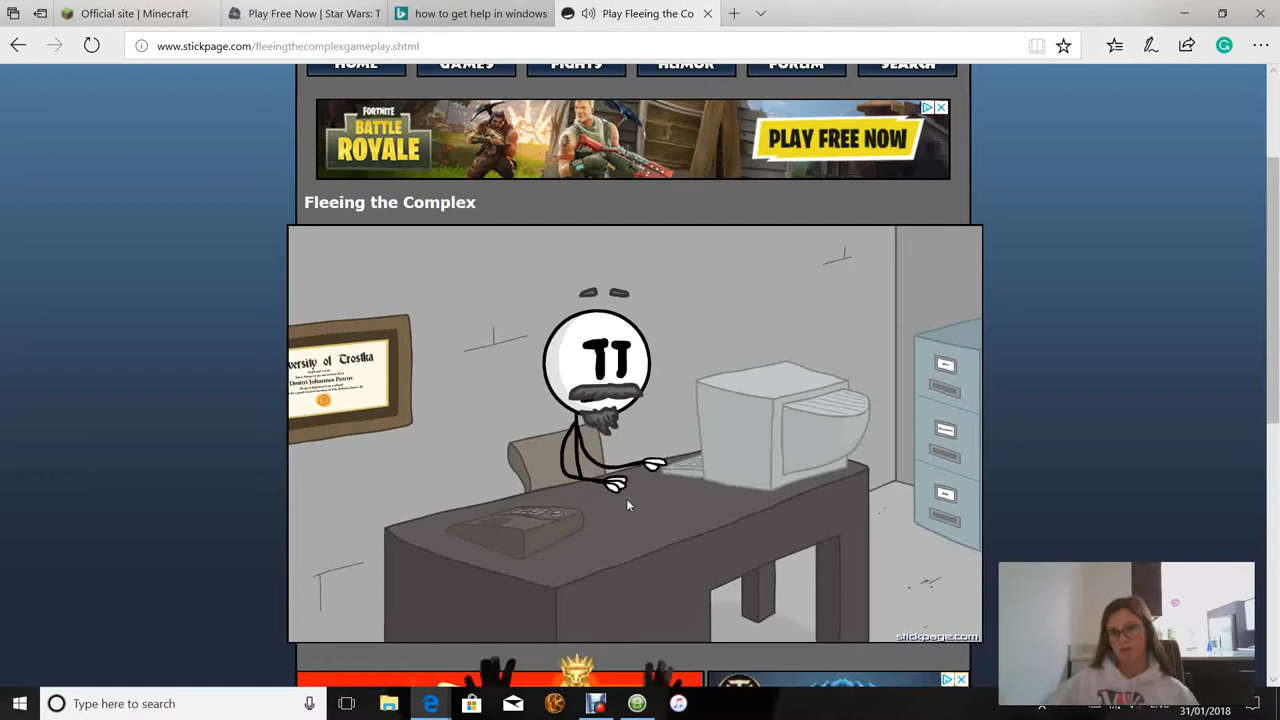 Official site | Minecraft
Play Free Now | Star Wars: T
how to get help in windows
Play Fleeing the Co
www.stickpage.com/fleeingthecomplexgameplay.shtml
HOME GAMES FIGHTS HUMOR FORUM SEARCH
FORTNITE
BATTLE
ROYALE
PLAY FREE NOW
Fleeing the Complex
versity of Trostka
Dmitri Johannes Petrov
stickpage.com
Type here to search
31/01/2018